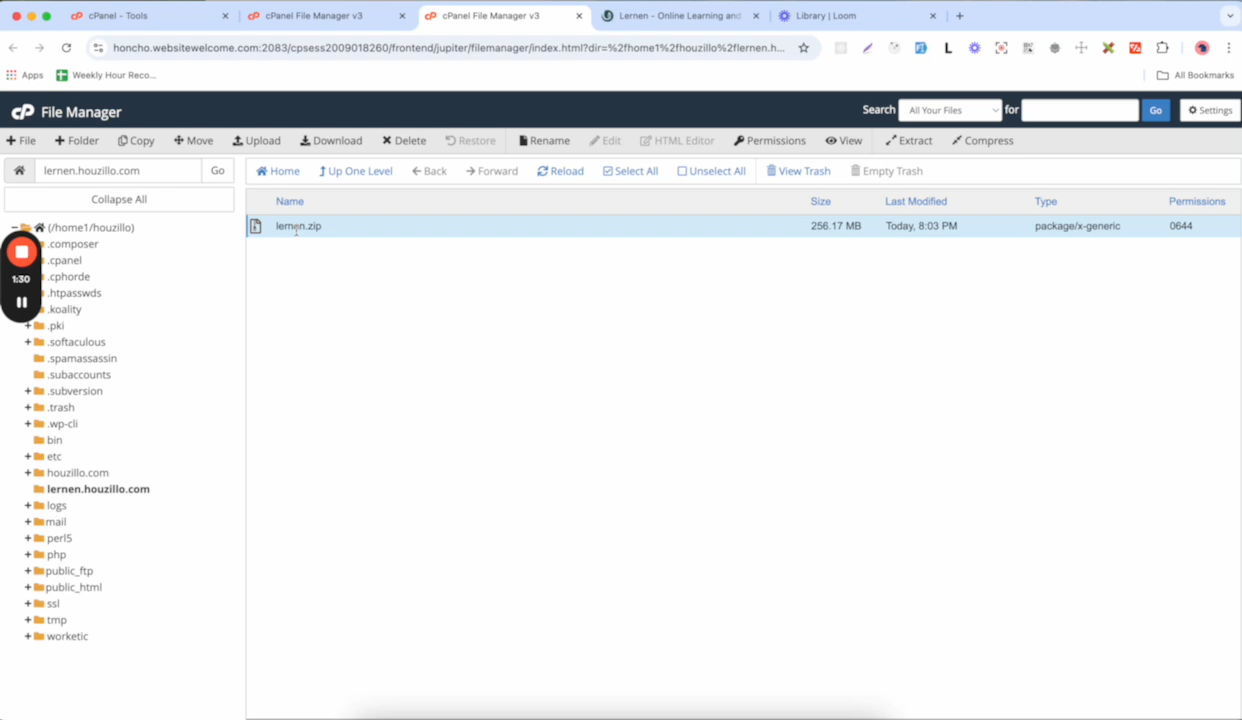 cPanel - Tools
cPanel File Manager v3
cPanel File Manager v3
Lernen - Online Learning and
Library | Loom
honcho.websitewelcome.com:2083/cpsess2009018260/frontend/jupiter/filemanager/index.html?dir=%2fhome1%2fhouzillo%2flernen.h...
Apps
Weekly Hour Reco...
All Bookmarks
cP File Manager
Search
All Your Files
for
Go
Settings
File
Folder
Copy
Move
Upload
Download
Delete
Restore
Rename
Edit
HTML Editor
Permissions
View
Extract
Compress
lernen.houzillo.com
Go
Home
Up One Level
Back
Forward
Reload
Select All
Unselect All
View Trash
Empty Trash
Collapse All
Name Size Last Modified Type Permissions
lernen.zip 256.17 MB Today, 8:03 PM package/x-generic 0644
(/home1/houzillo)
.composer
.cpanel
.cphorde
1:30
.htpasswds
.koality
.pki
.softaculous
.spamassassin
.subaccounts
.subversion
.trash
.wp-cli
bin
etc
houzillo.com
lernen.houzillo.com
logs
mail
perl5
php
public_ftp
public_html
ssl
tmp
worketic